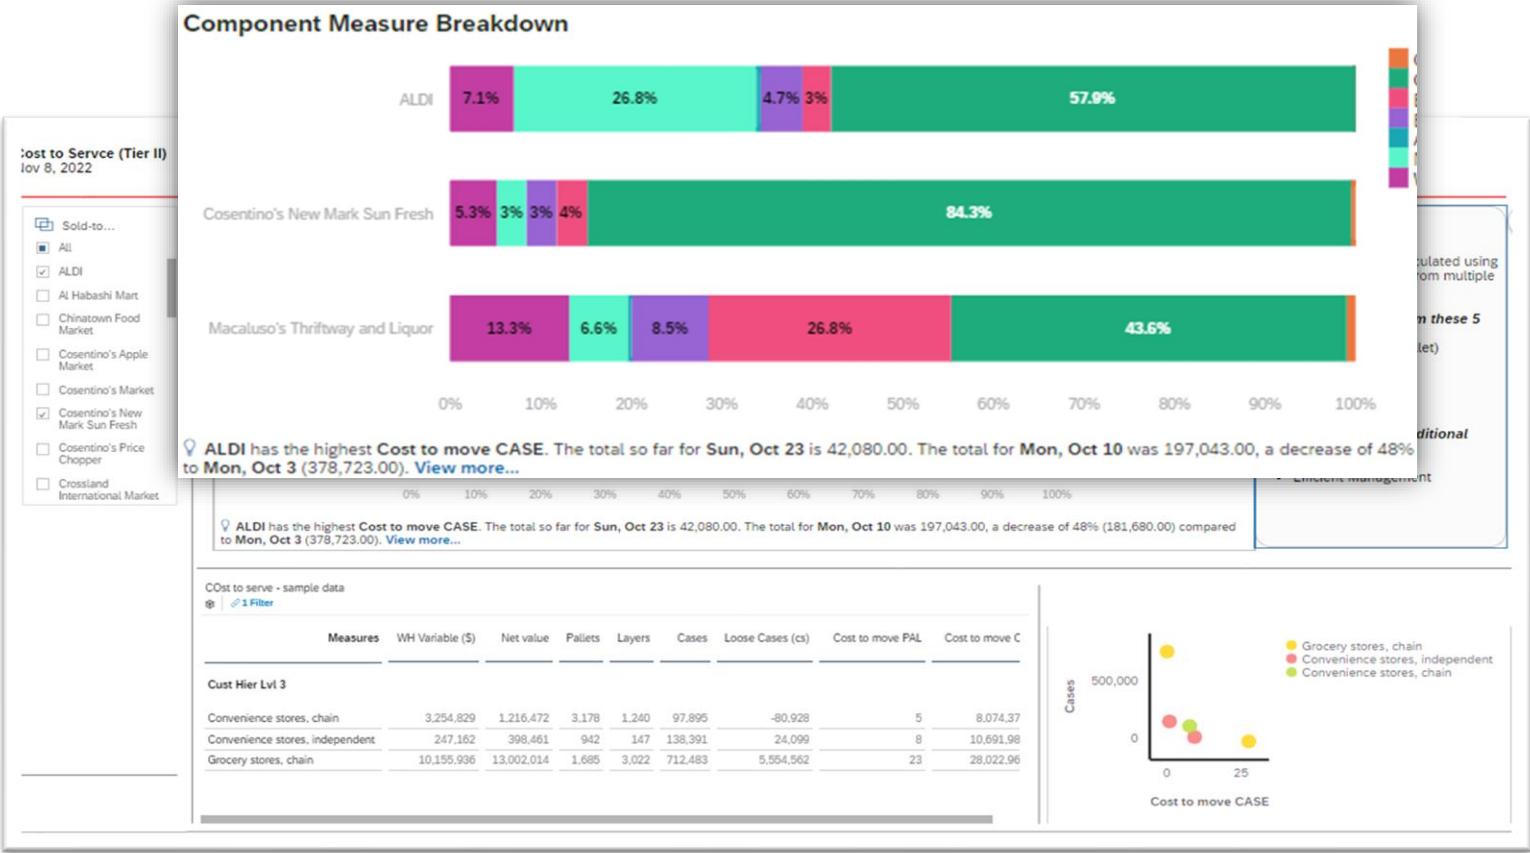 Component Measure Breakdown
ALDI
7.1%
26.8%
4.7%
3%
57.9%
Cosentino's New Mark Sun Fresh
5.3%
3%
3%
4%
84.3%
Macaluso's Thriftway and Liquor
13.3%
6.6%
8.5%
26.8%
43.6%
0% 10% 20% 30% 40% 50% 60% 70% 80% 90% 100%
ALDI has the highest Cost to move CASE. The total so far for Sun, Oct 23 is 42,080.00. The total for Mon, Oct 10 was 197,043.00, a decrease of 48%
to Mon, Oct 3 (378,723.00). View more...
Cost to Servce (Tier II)
Nov 8, 2022
Sold-to...
All
ALDI
Al Habashi Mart
Chinatown Food
Market
Cosentino's Apple
Market
Cosentino's Market
Cosentino's New
Mark Sun Fresh
Cosentino's Price
Chopper
Crossland
International Market
culated using
om multiple
m these 5
let)
ditional
Efficient Management
0% 10% 20% 30% 40% 50% 60% 70% 80% 90% 100%
ALDI has the highest Cost to move CASE. The total so far for Sun, Oct 23 is 42,080.00. The total for Mon, Oct 10 was 197,043.00, a decrease of 48% (181,680.00) compared
to Mon, Oct 3 (378,723.00). View more...
COst to serve - sample data
1 Filter
Measures WH Variable ($) Net value Pallets Layers Cases Loose Cases (cs) Cost to move PAL Cost to move C
Cust Hier Lvl 3
Convenience stores, chain 3,254,829 1,216,472 3,178 1,240 97,895 -80,928 5 8,074,37
Convenience stores, independent 247,162 398,461 942 147 138,391 24,099 8 10,691,98
Grocery stores, chain 10,155,936 13,002,014 1,685 3,022 712,483 5,554,562 23 28,022,96
Cases
500,000
0
0 25
Cost to move CASE
Grocery stores, chain
Convenience stores, independent
Convenience stores, chain